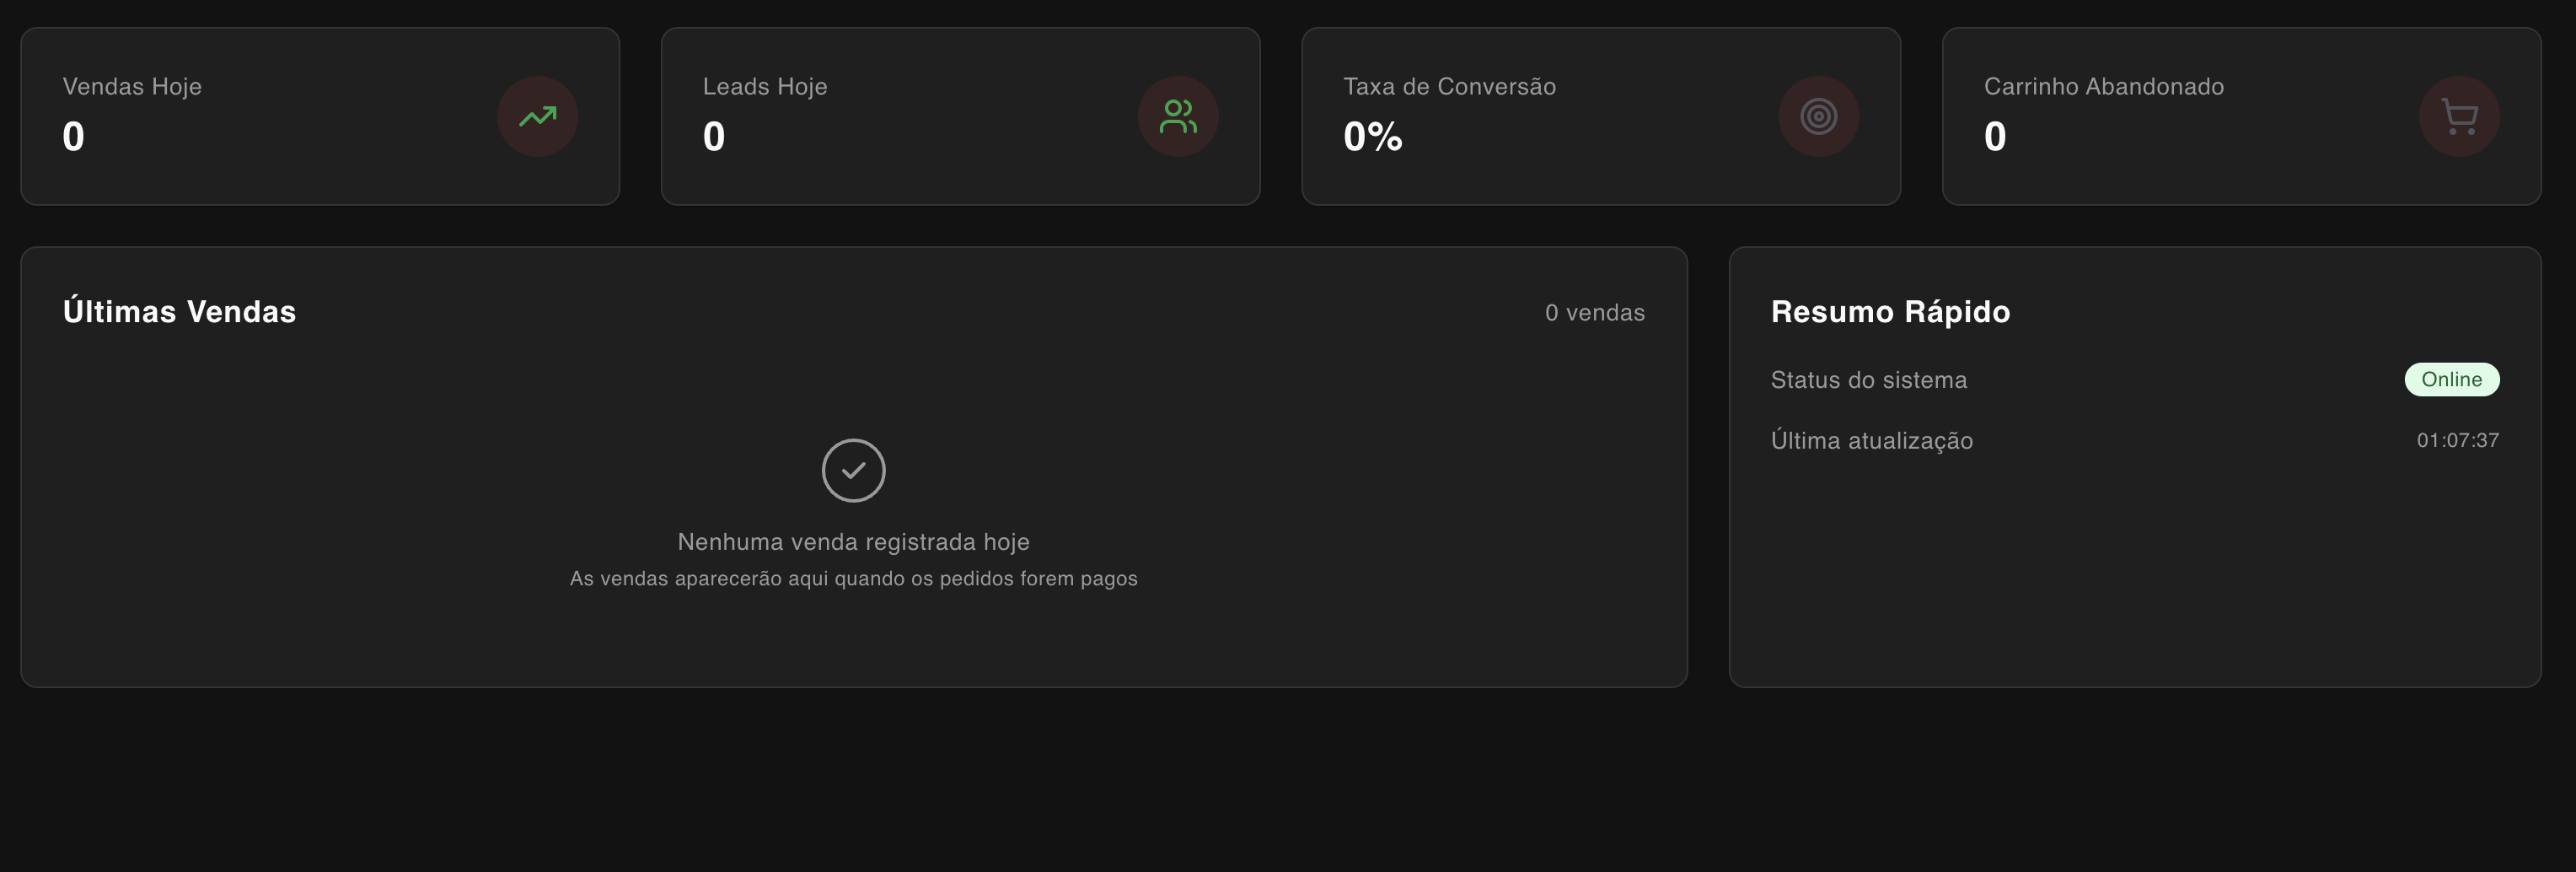 Vendas Hoje
0
Leads Hoje
0
Taxa de Conversão
0%
Carrinho Abandonado
0
Últimas Vendas
0 vendas
Nenhuma venda registrada hoje
As vendas aparecerão aqui quando os pedidos forem pagos
Resumo Rápido
Status do sistema
Online
Última atualização
01:07:37